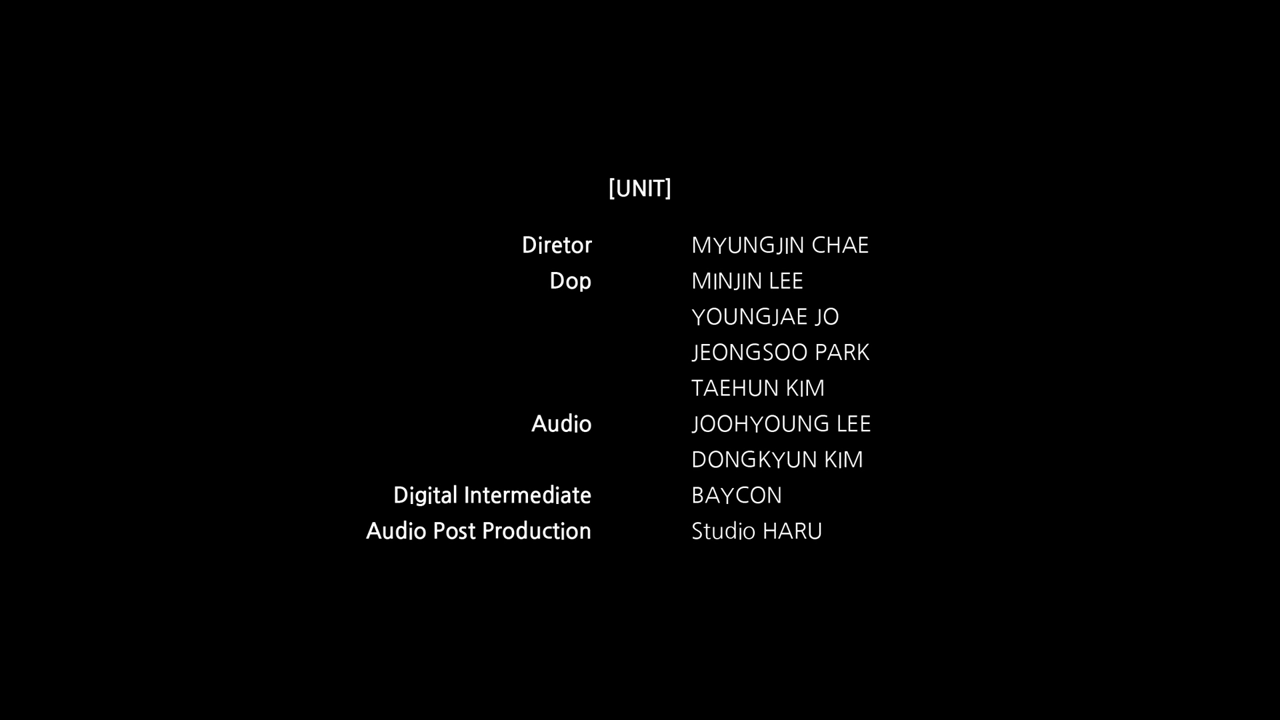 [UNIT]
Diretor MYUNGJIN CHAE
Dop MINJIN LEE
YOUNGJAE JO
JEONGSOO PARK
TAEHUN KIM
Audio JOOHYOUNG LEE
DONGKYUN KIM
Digital Intermediate BAYCON
Audio Post Production Studio HARU